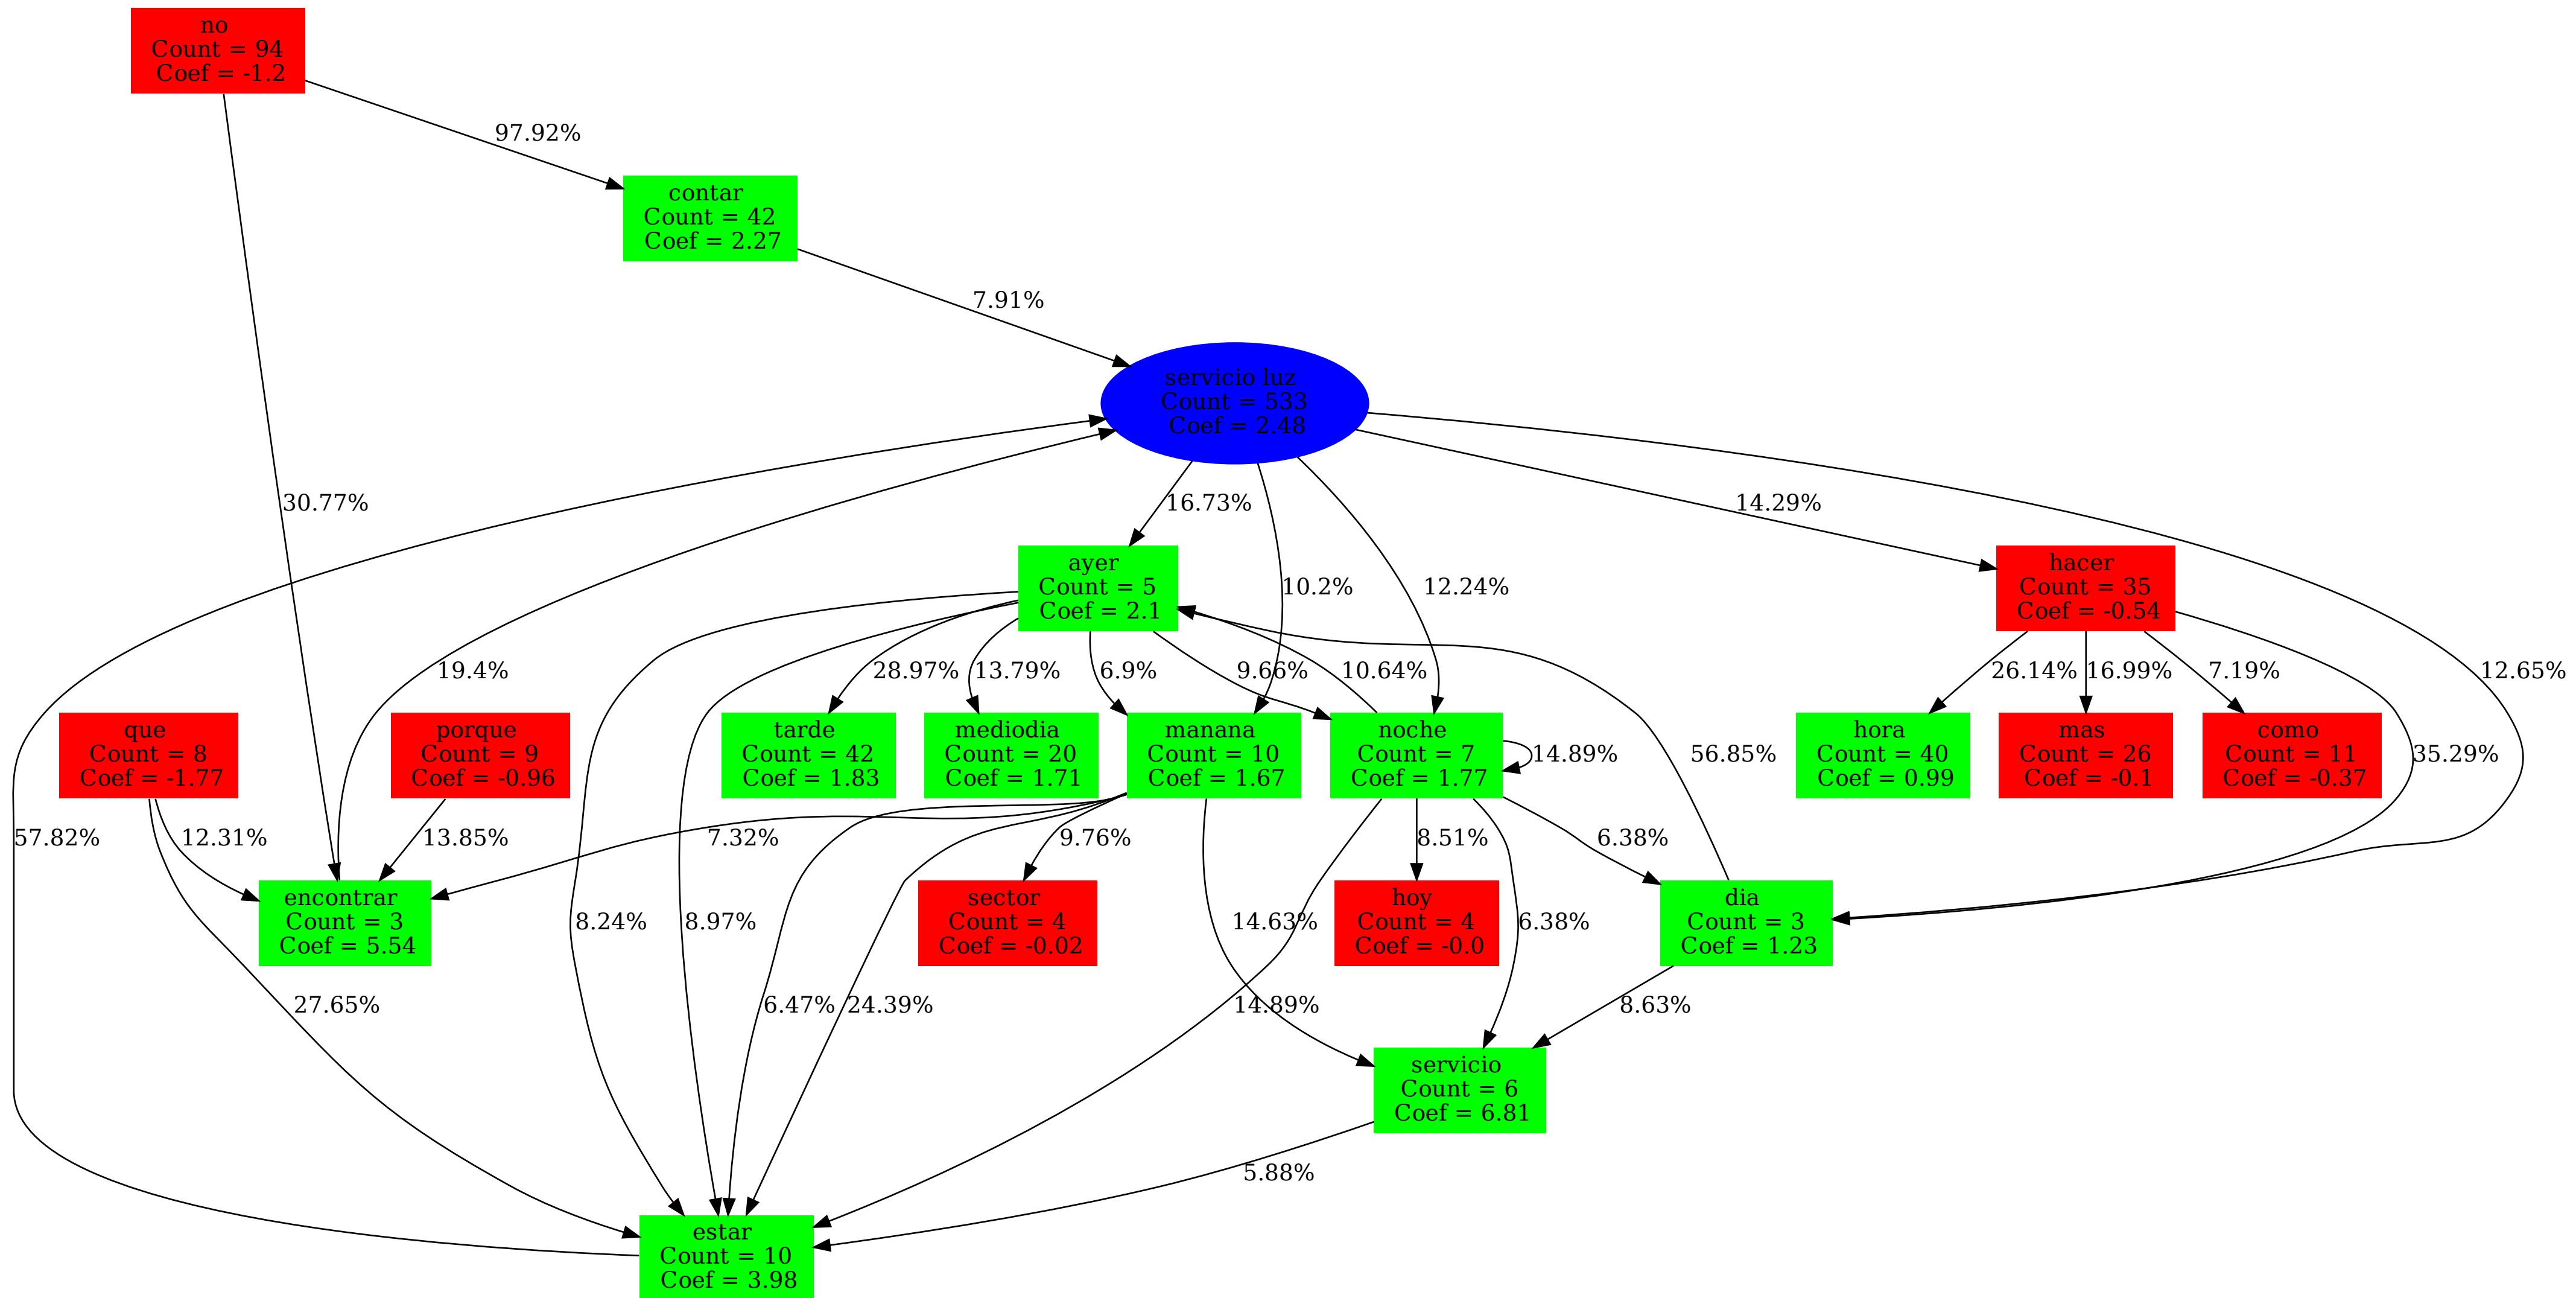 no
Count = 94
Coef = -1.2
97.92%
contar
Count = 42
Coef = 2.27
7.91%
servicio luz
Count = 533
Coef = 2.48
30.77%
16.73%
14.29%
ayer
Count = 5
Coef = 2.1
10.2%
12.24%
hacer
Count = 35
Coef = -0.54
19.4%
28.97%
13.79%
6.9%
9.66%
10.64%
26.14%
16.99%
7.19%
12.65%
que
Count = 8
Coef = -1.77
porque
Count = 9
Coef = -0.96
tarde
Count = 42
Coef = 1.83
mediodia
Count = 20
Coef = 1.71
manana
Count = 10
Coef = 1.67
noche
Count = 7
Coef = 1.77
14.89%
56.85%
hora
Count = 40
Coef = 0.99
mas
Count = 26
Coef = -0.1
como
Count = 11
Coef = -0.37
35.29%
57.82%
12.31%
13.85%
7.32%
9.76%
8.51%
6.38%
encontrar
Count = 3
Coef = 5.54
8.24%
8.97%
sector
Count = 4
Coef = -0.02
14.63%
hoy
Count = 4
Coef = -0.0
6.38%
dia
Count = 3
Coef = 1.23
27.65%
6.47%
24.39%
14.89%
8.63%
servicio
Count = 6
Coef = 6.81
5.88%
estar
Count = 10
Coef = 3.98